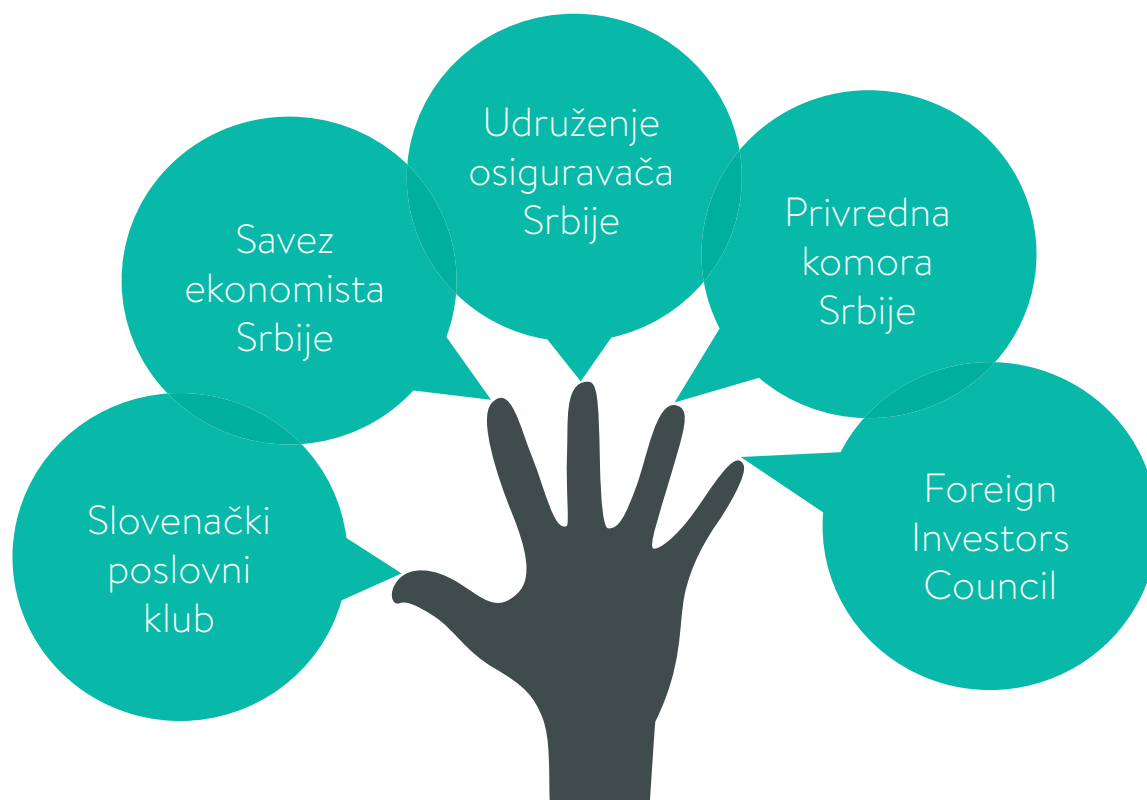 Udruženje
osiguravača
Srbije
Savez
ekonomista
Srbije
Privredna
komora
Srbije
Slovenački
poslovni
klub
Foreign
Investors
Council